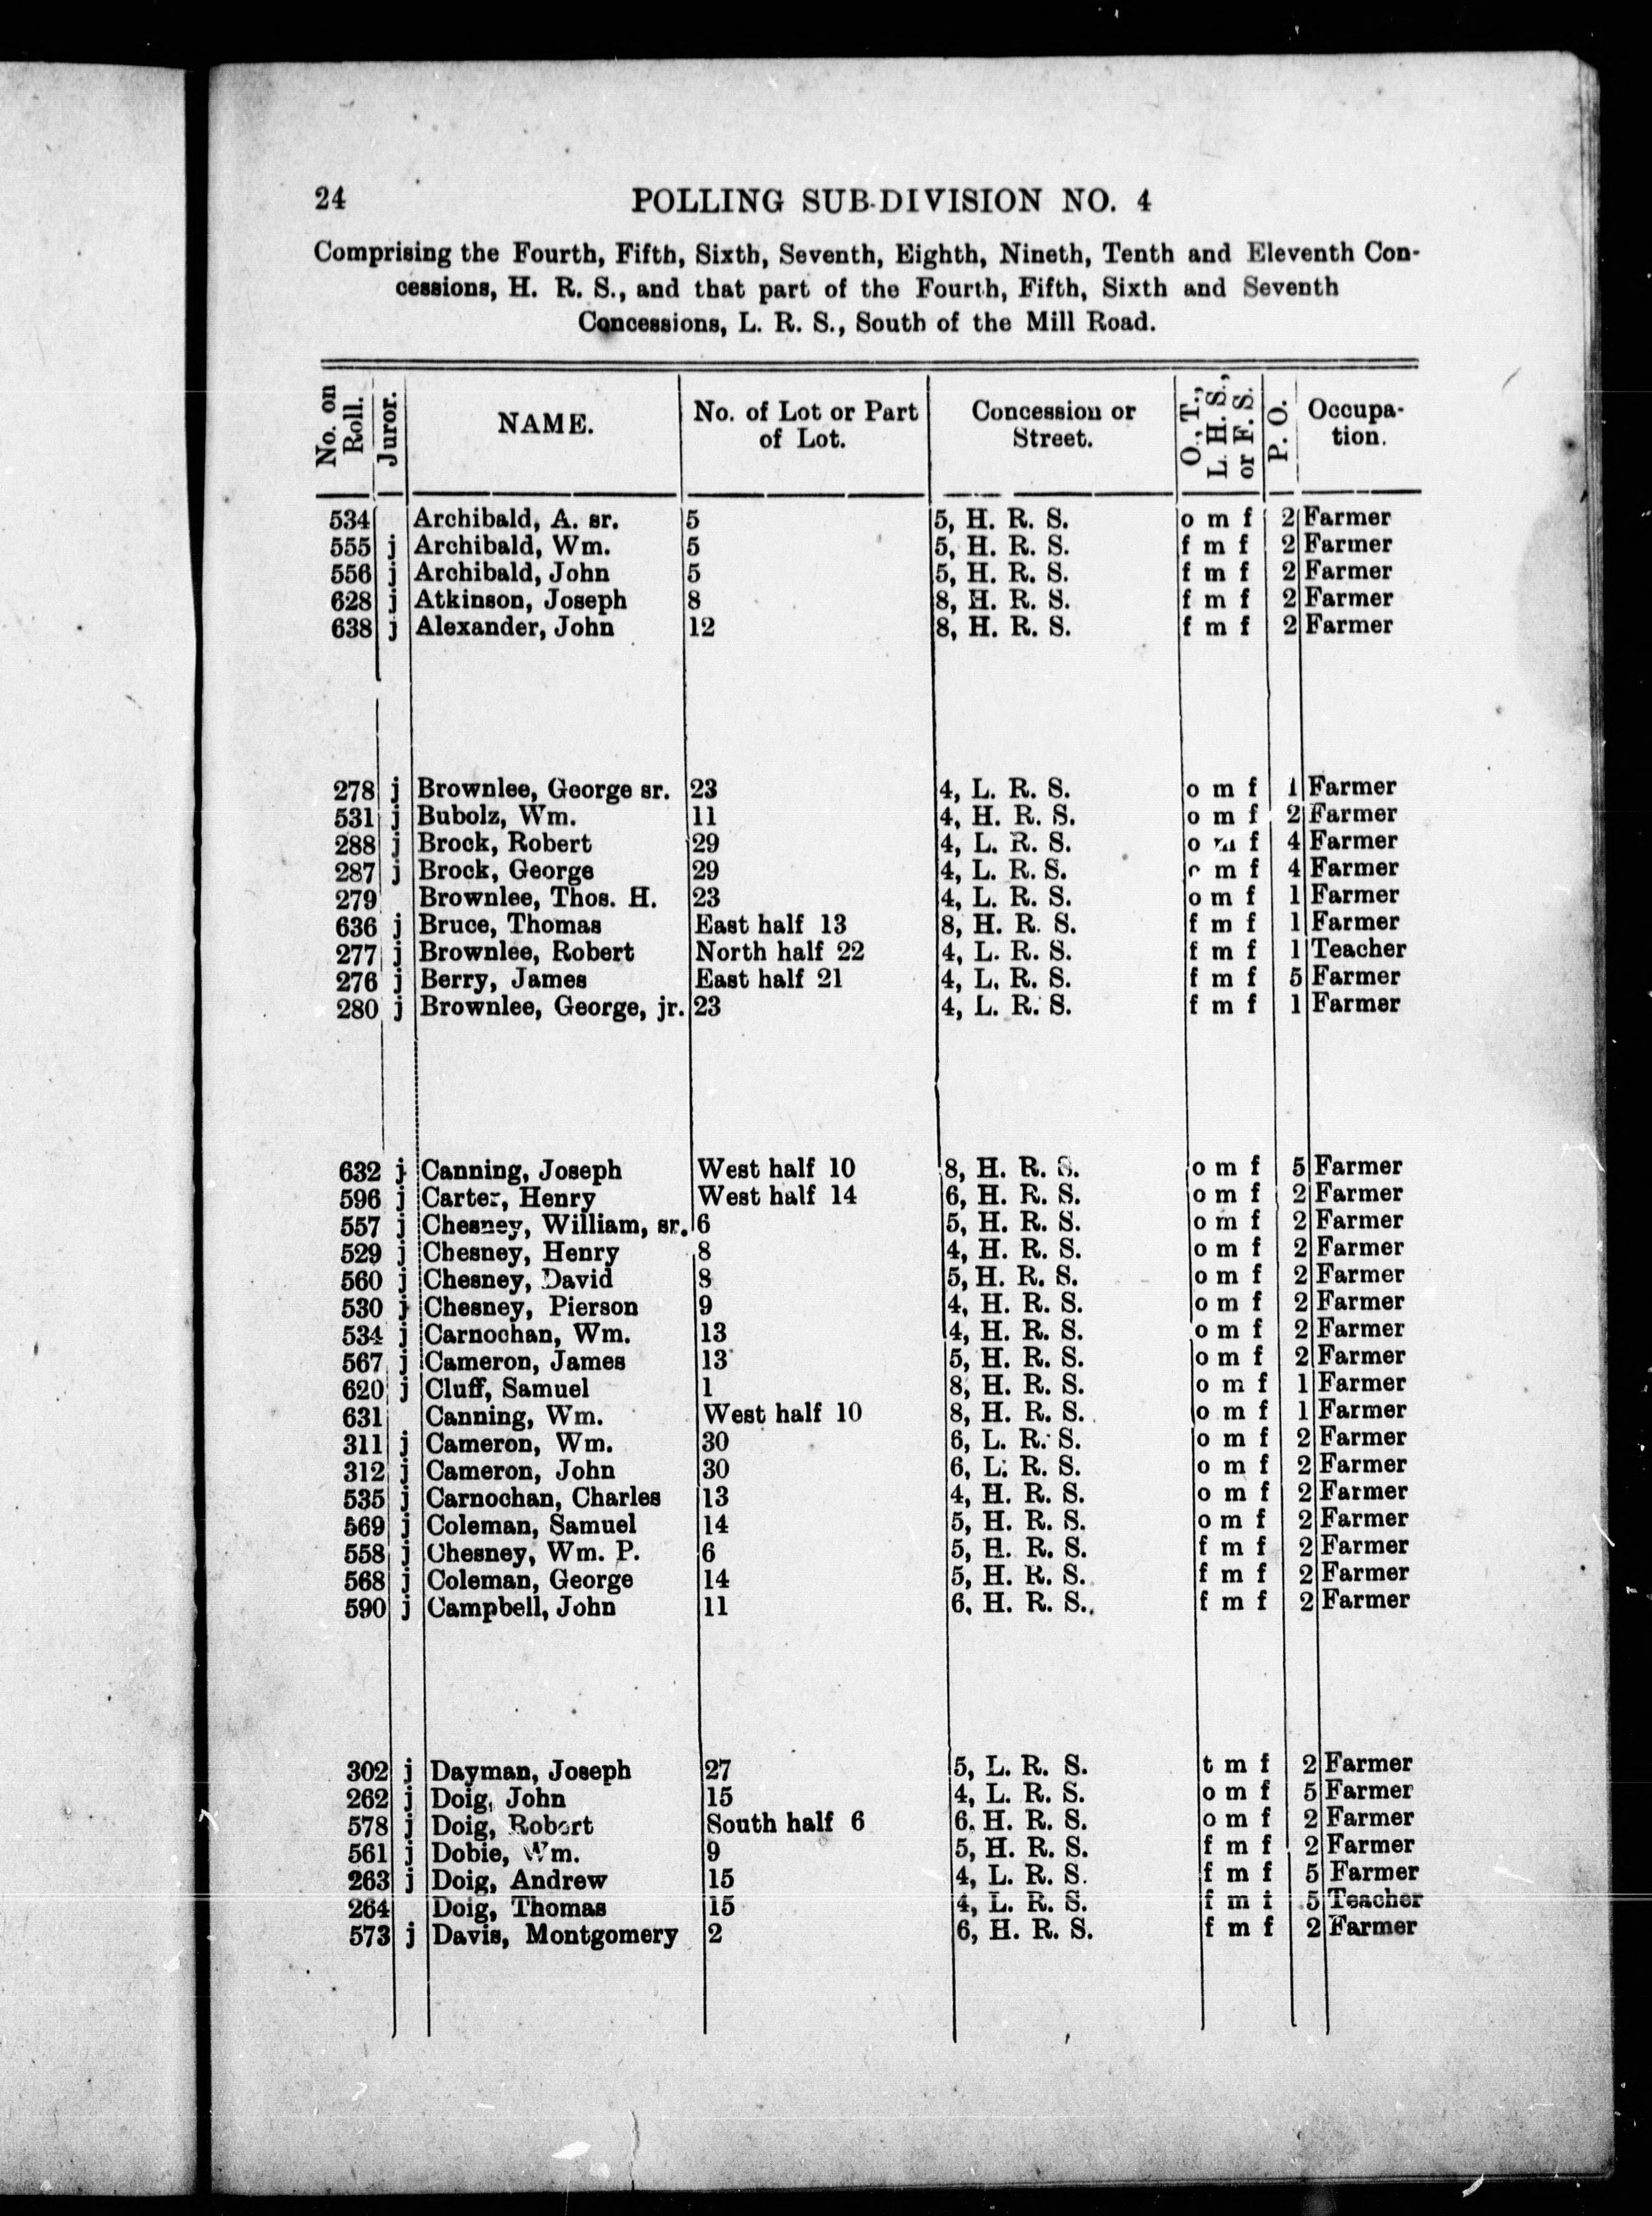 24 POLLING SUB-DIVISION NO. 4
Comprising the Fourth, Fifth, Sixth, Seventh, Eighth, Nineth, Tenth and Eleventh Con-
cessions, H. R. S., and that part of the Fourth, Fifth, Sixth and Seventh
Concessions, L. R. S., South of the Mill Road.
No. on Roll. Juror. NAME. No. of Lot or Part of Lot. Concession or Street. O., T., L. H. S., or F. S. P. O. Occupa-tion.
534 Archibald, A. sr. 5 5, H. R. S. o m f 2 Farmer
555 j Archibald, Wm. 5 5, H. R. S. f m f 2 Farmer
556 j Archibald, John 5 5, H. R. S. f m f 2 Farmer
628 j Atkinson, Joseph 8 8, H. R. S. f m f 2 Farmer
638 j Alexander, John 12 8, H. R. S. f m f 2 Farmer
278 j Brownlee, George sr. 23 4, L. R. S. o m f 1 Farmer
531 j Bubolz, Wm. 11 4, H. R. S. o m f 2 Farmer
288 j Brock, Robert 29 4, L. R. S. o m f 4 Farmer
287 j Brock, George 29 4, L. R. S. o m f 4 Farmer
279 Brownlee, Thos. H. 23 4, L. R. S. o m f 1 Farmer
636 j Bruce, Thomas East half 13 8, H. R. S. f m f 1 Farmer
277 j Brownlee, Robert North half 22 4, L. R. S. f m f 1 Teacher
276 j Berry, James East half 21 4, L. R. S. f m f 5 Farmer
280 j Brownlee, George, jr. 23 4, L. R. S. f m f 1 Farmer
632 j Canning, Joseph West half 10 8, H. R. S. o m f 5 Farmer
596 j Carter, Henry West half 14 6, H. R. S. o m f 2 Farmer
557 j Chesney, William, sr. 6 5, H. R. S. o m f 2 Farmer
529 j Chesney, Henry 8 4, H. R. S. o m f 2 Farmer
560 j Chesney, David 8 5, H. R. S. o m f 2 Farmer
530 j Chesney, Pierson 9 4, H. R. S. o m f 2 Farmer
534 j Carnochan, Wm. 13 4, H. R. S. o m f 2 Farmer
567 j Cameron, James 13 5, H. R. S. o m f 2 Farmer
620 j Cluff, Samuel 1 8, H. R. S. o m f 1 Farmer
631 Canning, Wm. West half 10 8, H. R. S. o m f 1 Farmer
311 j Cameron, Wm. 30 6, L. R. S. o m f 2 Farmer
312 j Cameron, John 30 6, L. R. S. o m f 2 Farmer
535 j Carnochan, Charles 13 4, H. R. S. o m f 2 Farmer
569 j Coleman, Samuel 14 5, H. R. S. o m f 2 Farmer
558 j Chesney, Wm. P. 6 5, H. R. S. f m f 2 Farmer
568 j Coleman, George 14 5, H. R. S. f m f 2 Farmer
590 j Campbell, John 11 6, H. R. S. f m f 2 Farmer
302 j Dayman, Joseph 27 5, L. R. S. t m f 2 Farmer
262 j Doig, John 15 4, L. R. S. o m f 5 Farmer
578 j Doig, Robert South half 6 6. H. R. S. o m f 2 Farmer
561 j Dobie, Wm. 9 5, H. R. S. f m f 2 Farmer
263 j Doig, Andrew 15 4, L. R. S. f m f 5 Farmer
264 Doig, Thomas 15 4, L. R. S. f m f 5 Teacher
573 j Davis, Montgomery 2 6, H. R. S. f m f 2 Farmer